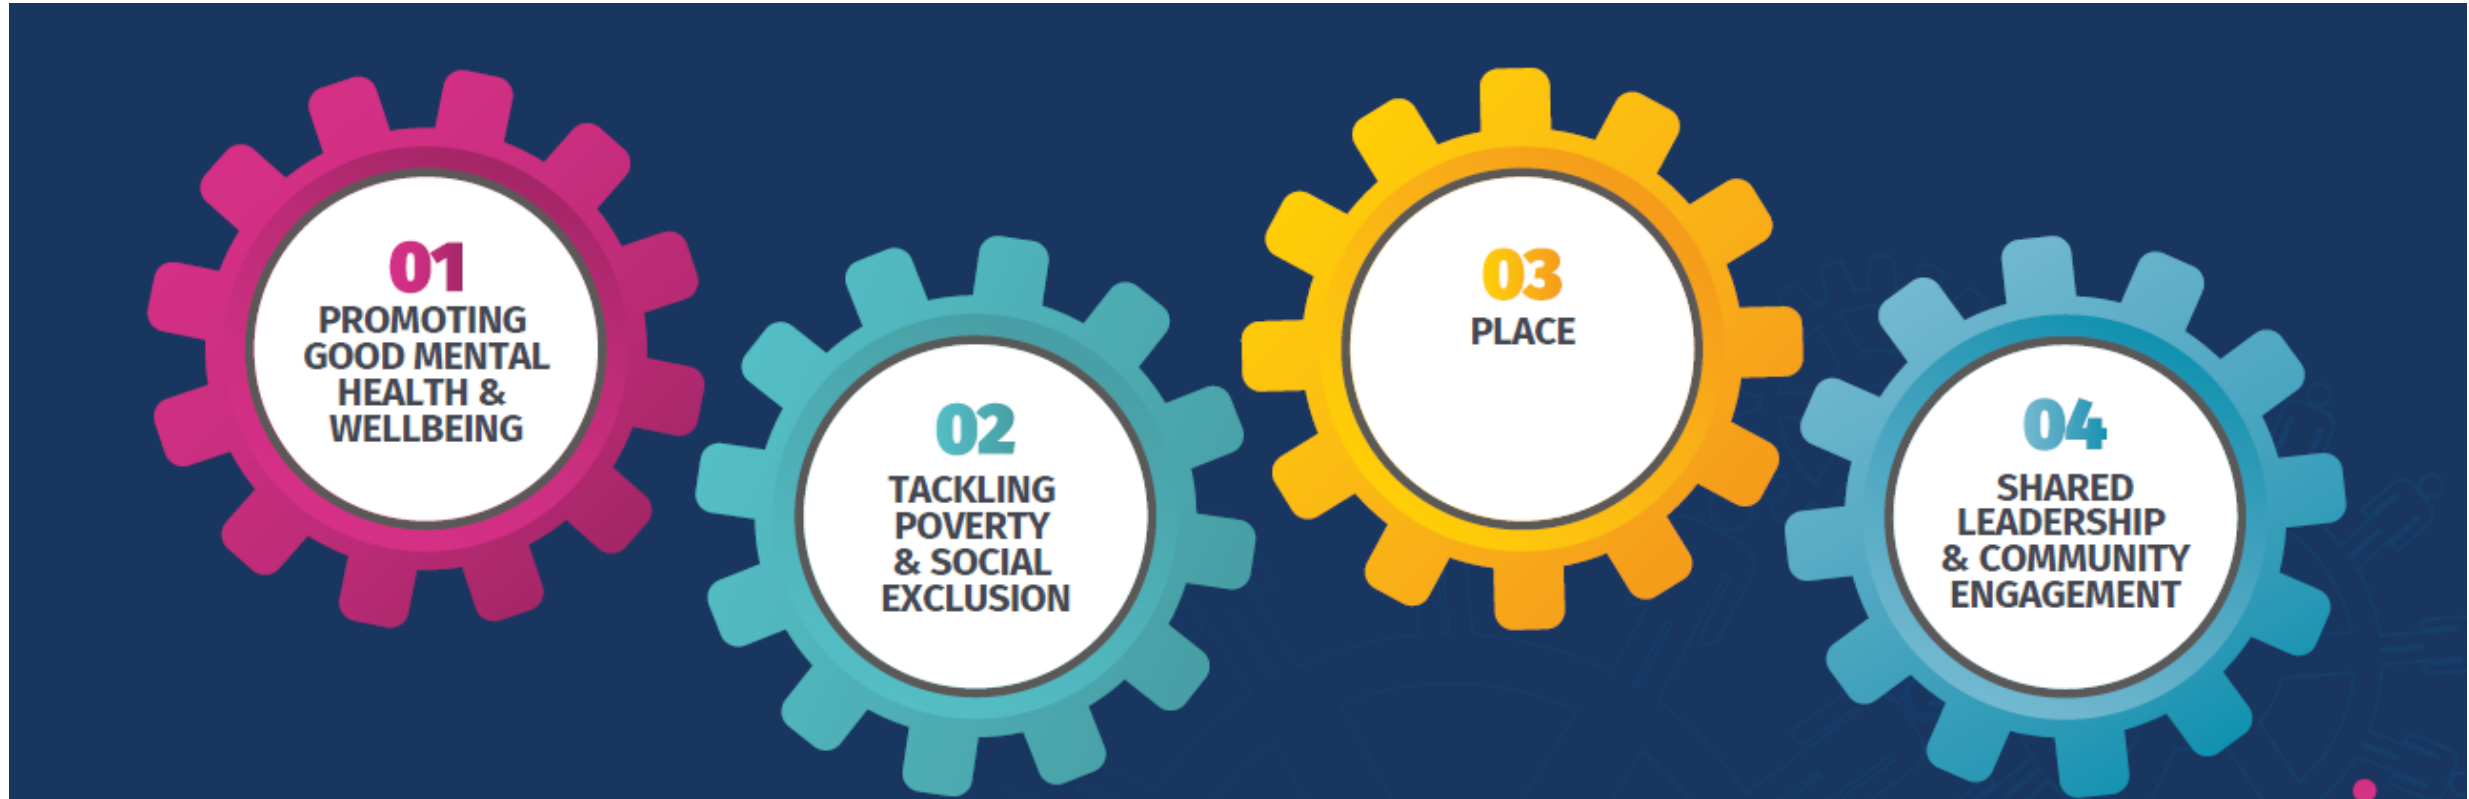 01
PROMOTING
GOOD MENTAL
HEALTH &
WELLBEING
02
TACKLING
POVERTY
& SOCIAL
EXCLUSION
03
PLACE
04
SHARED
LEADERSHIP
& COMMUNITY
ENGAGEMENT